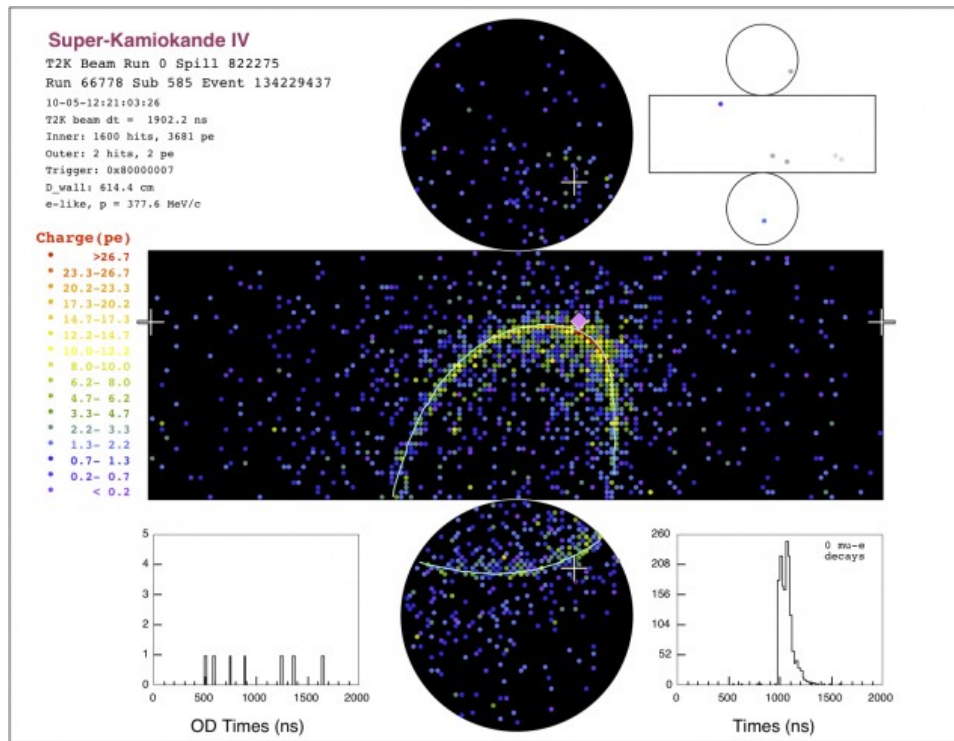 Super-Kamiokande IV
T2K Beam Run 0 Spill 822275
Run 66778 Sub 585 Event 134229437
10-05-12:21:03:26
T2K beam dt = 1902.2 ns
Inner: 1600 hits, 3681 pe
Outer: 2 hits, 2 pe
Trigger: 0x80000007
D_wall: 614.4 cm
e-like, p = 377.6 MeV/c
Charge(pe)
>26.7
23.3-26.7
20.2-23.3
17.3-20.2
14.7-17.3
12.2-14.7
10.0-12.2
8.0-10.0
6.2- 8.0
4.7- 6.2
3.3- 4.7
2.2- 3.3
1.3- 2.2
0.7- 1.3
0.2- 0.7
< 0.2
5
4
3
2
1
0
0 500 1000 1500 2000
OD Times (ns)
260
208
156
104
52
0
0 mu-e
decays
0 500 1000 1500 2000
Times (ns)